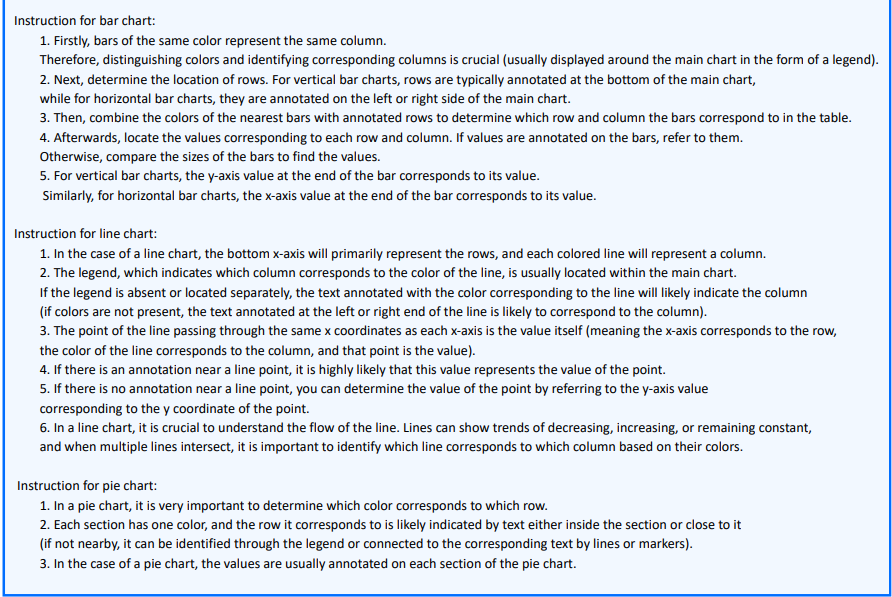 Instruction for bar chart:
1. Firstly, bars of the same color represent the same column.
Therefore, distinguishing colors and identifying corresponding columns is crucial (usually displayed around the main chart in the form of a legend).
2. Next, determine the location of rows. For vertical bar charts, rows are typically annotated at the bottom of the main chart,
while for horizontal bar charts, they are annotated on the left or right side of the main chart.
3. Then, combine the colors of the nearest bars with annotated rows to determine which row and column the bars correspond to in the table.
4. Afterwards, locate the values corresponding to each row and column. If values are annotated on the bars, refer to them.
Otherwise, compare the sizes of the bars to find the values.
5. For vertical bar charts, the y-axis value at the end of the bar corresponds to its value.
Similarly, for horizontal bar charts, the x-axis value at the end of the bar corresponds to its value.
Instruction for line chart:
1. In the case of a line chart, the bottom x-axis will primarily represent the rows, and each colored line will represent a column.
2. The legend, which indicates which column corresponds to the color of the line, is usually located within the main chart.
If the legend is absent or located separately, the text annotated with the color corresponding to the line will likely indicate the column
(if colors are not present, the text annotated at the left or right end of the line is likely to correspond to the column).
3. The point of the line passing through the same x coordinates as each x-axis is the value itself (meaning the x-axis corresponds to the row,
the color of the line corresponds to the column, and that point is the value).
4. If there is an annotation near a line point, it is highly likely that this value represents the value of the point.
5. If there is no annotation near a line point, you can determine the value of the point by referring to the y-axis value
corresponding to the y coordinate of the point.
6. In a line chart, it is crucial to understand the flow of the line. Lines can show trends of decreasing, increasing, or remaining constant,
and when multiple lines intersect, it is important to identify which line corresponds to which column based on their colors.
Instruction for pie chart:
1. In a pie chart, it is very important to determine which color corresponds to which row.
2. Each section has one color, and the row it corresponds to is likely indicated by text either inside the section or close to it
(if not nearby, it can be identified through the legend or connected to the corresponding text by lines or markers).
3. In the case of a pie chart, the values are usually annotated on each section of the pie chart.